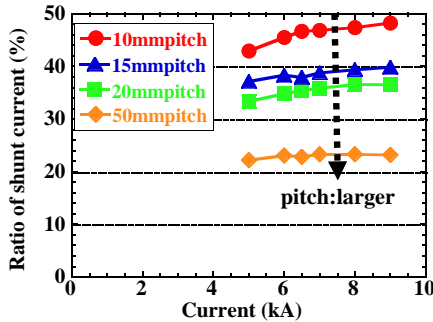 50
40
30
20
10
0
Ratio of shunt current (%)
10mmpitch
15mmpitch
20mmpitch
50mmpitch
pitch:larger
0 2 4 6 8 10
Current (kA)